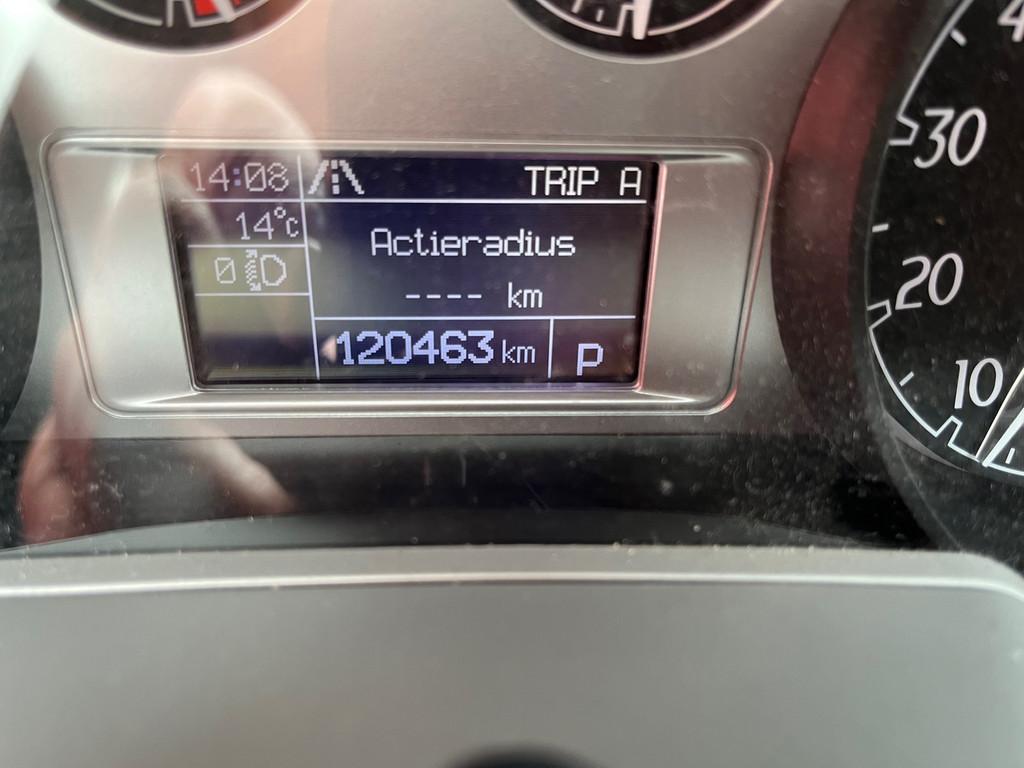 14:08 TRIP A
14°C
Actieradius
0
---- km
120463 km P
30
20
10